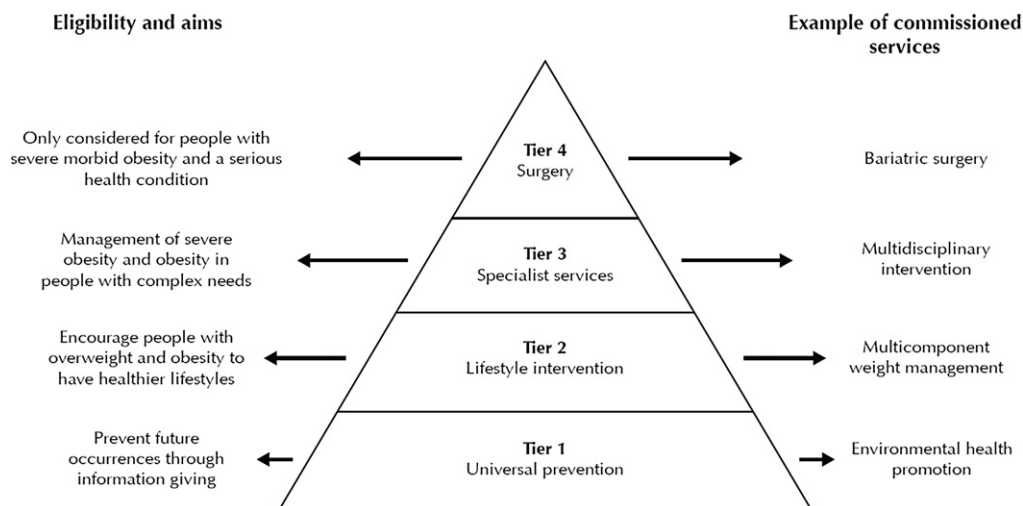 Eligibility and aims
Example of commissioned
services
Only considered for people with
severe morbid obesity and a serious
health condition
Tier 4
Surgery
Bariatric surgery
Management of severe
obesity and obesity in
people with complex needs
Tier 3
Specialist services
Multidisciplinary
intervention
Encourage people with
overweight and obesity to
have healthier lifestyles
Tier 2
Lifestyle intervention
Multicomponent
weight management
Prevent future
occurrences through
information giving
Tier 1
Universal prevention
Environmental health
promotion